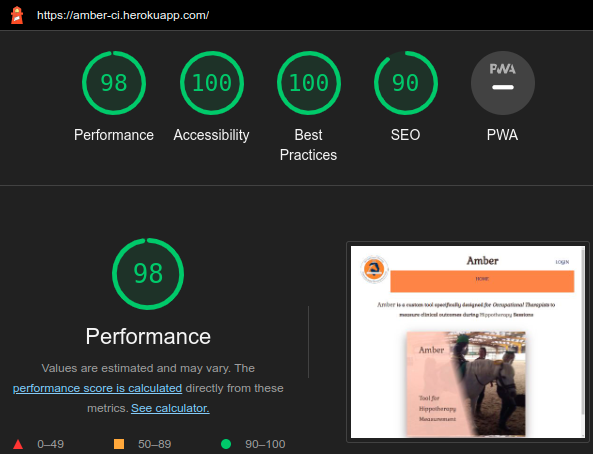 https://amber-ci.herokuapp.com/
98
100
100
90
PWA
Performance
Accessibility
Best
Practices
SEO
PWA
98
Performance
Values are estimated and may vary. The
performance score is calculated directly from these
metrics. See calculator.
0–49
50–89
90–100
Amber
LOGIN
HOME
Amber is a custom tool specifically designed for Occupational Therapists to
measure clinical outcomes during Hippotherapy Sessions
Amber
Tool for
Hippotherapy
Measurement